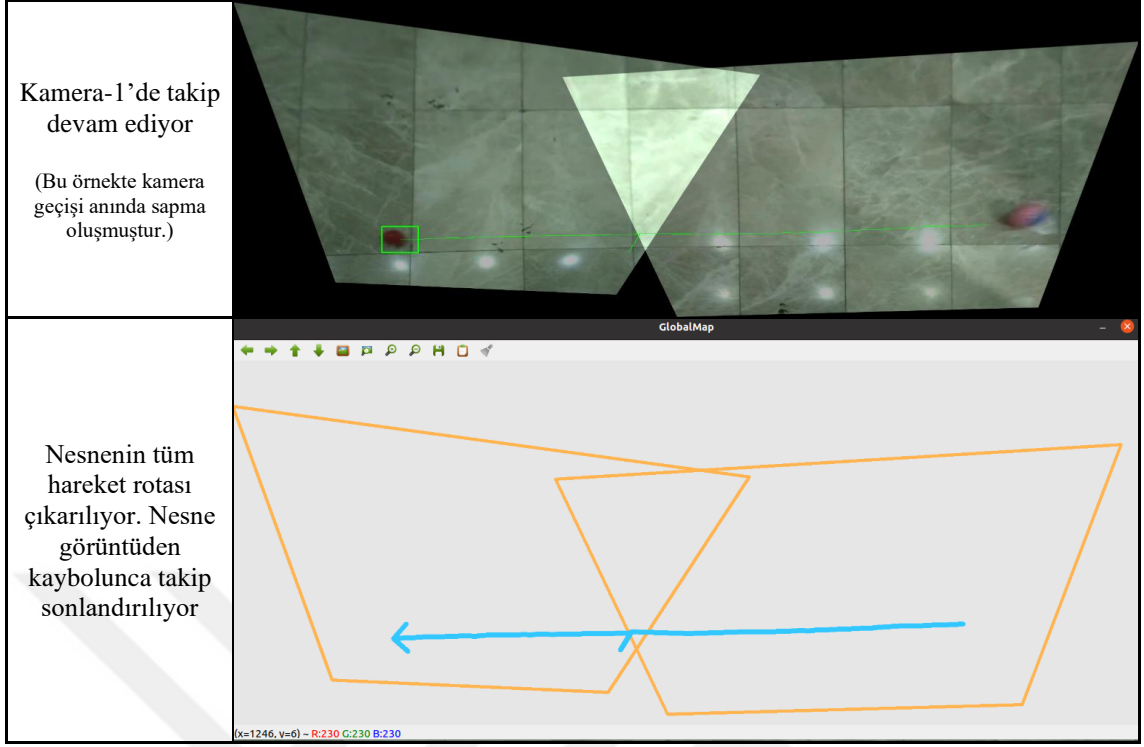 Kamera-1’de takip
devam ediyor
(Bu örnekte kamera
geçişi anında sapma
oluşmuştur.)
GlobalMap
Nesnenin tüm
hareket rotası
çıkarılıyor. Nesne
görüntüden
kaybolunca takip
sonlandırılıyor
(x=1246, y=6) ~ R:230 G:230 B:230